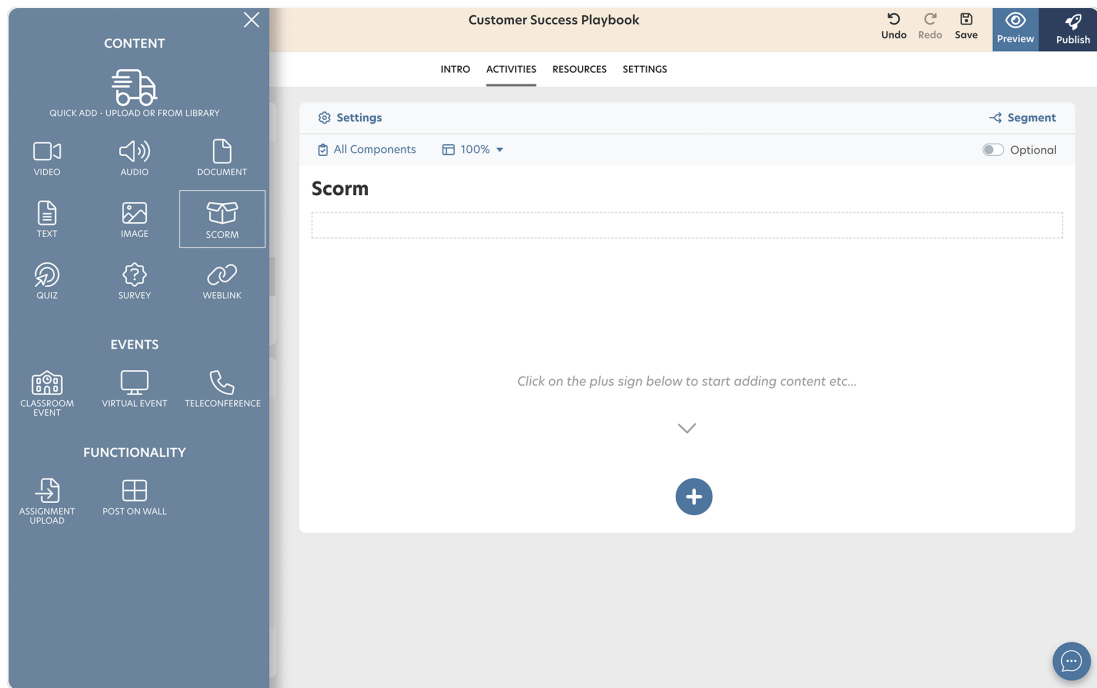 Customer Success Playbook
Undo
Redo
Save
Preview
Publish
INTRO
ACTIVITIES
RESOURCES
SETTINGS
CONTENT
QUICK ADD - UPLOAD OR FROM LIBRARY
VIDEO
AUDIO
DOCUMENT
TEXT
IMAGE
SCORM
QUIZ
SURVEY
WEBLINK
EVENTS
CLASSROOM
EVENT
VIRTUAL EVENT
TELECONFERENCE
FUNCTIONALITY
ASSIGNMENT
UPLOAD
POST ON WALL
Settings
Segment
All Components
100%
Optional
Scorm
Click on the plus sign below to start adding content etc...